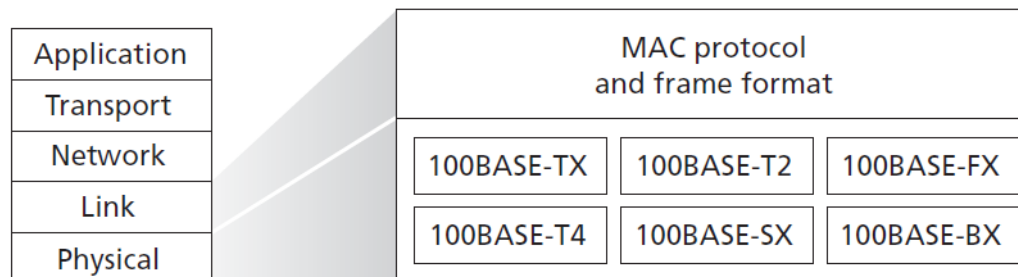 Application
Transport
Network
Link
Physical
MAC protocol
and frame format
100BASE-TX
100BASE-T2
100BASE-FX
100BASE-T4
100BASE-SX
100BASE-BX